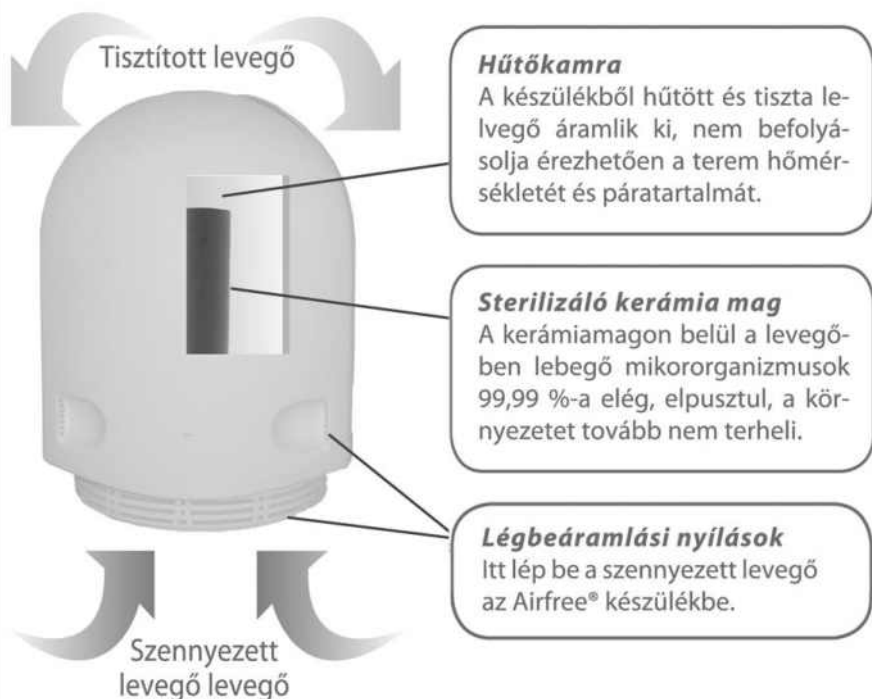 Tisztított levegő
Hűtőkamra
A készülékből hűtött és tiszta le-
lvegő áramlik ki, nem befolyá-
solja érezhetően a terem hőmér-
sékletét és páratartalmát.
Sterilizáló kerámia mag
A kerámiamagon belül a levegő-
ben lebegő mikororganizmusok
99,99 %-a elég, elpusztul, a kör-
nyezetet tovább nem terheli.
Légbeáramlási nyílások
Itt lép be a szennyezett levegő
az Airfree® készülékbe.
Szennyezett
levegő levegő